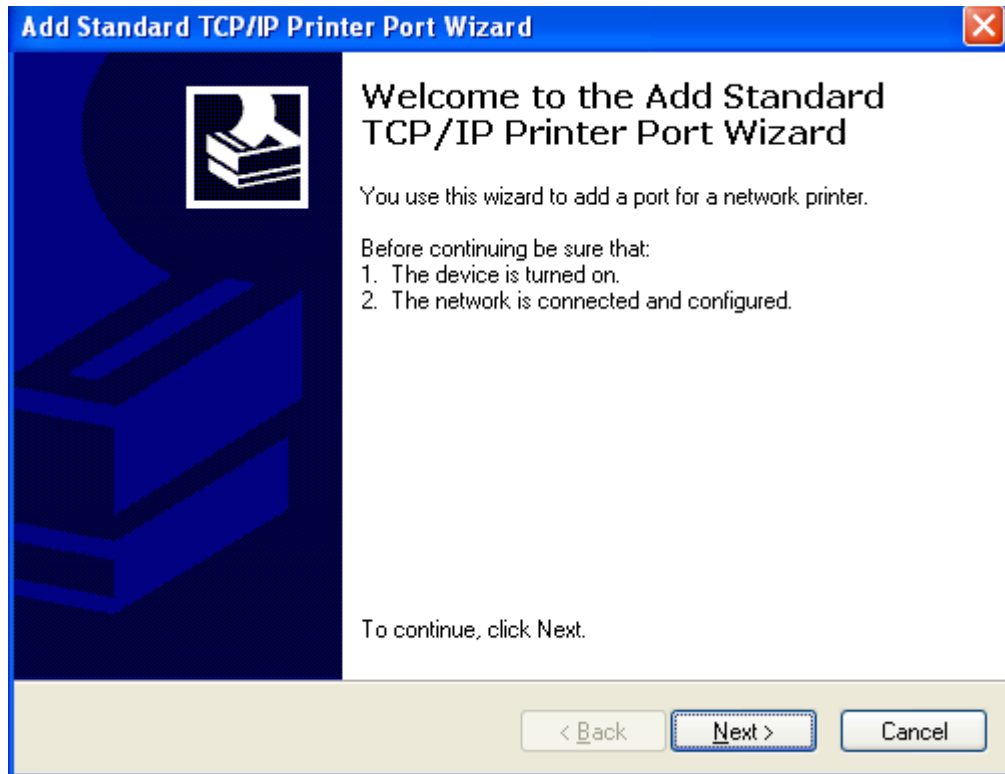 Add Standard TCP/IP Printer Port Wizard
Welcome to the Add Standard
TCP/IP Printer Port Wizard
You use this wizard to add a port for a network printer.
Before continuing be sure that:
1. The device is turned on.
2. The network is connected and configured.
To continue, click Next.
< Back
Next >
Cancel